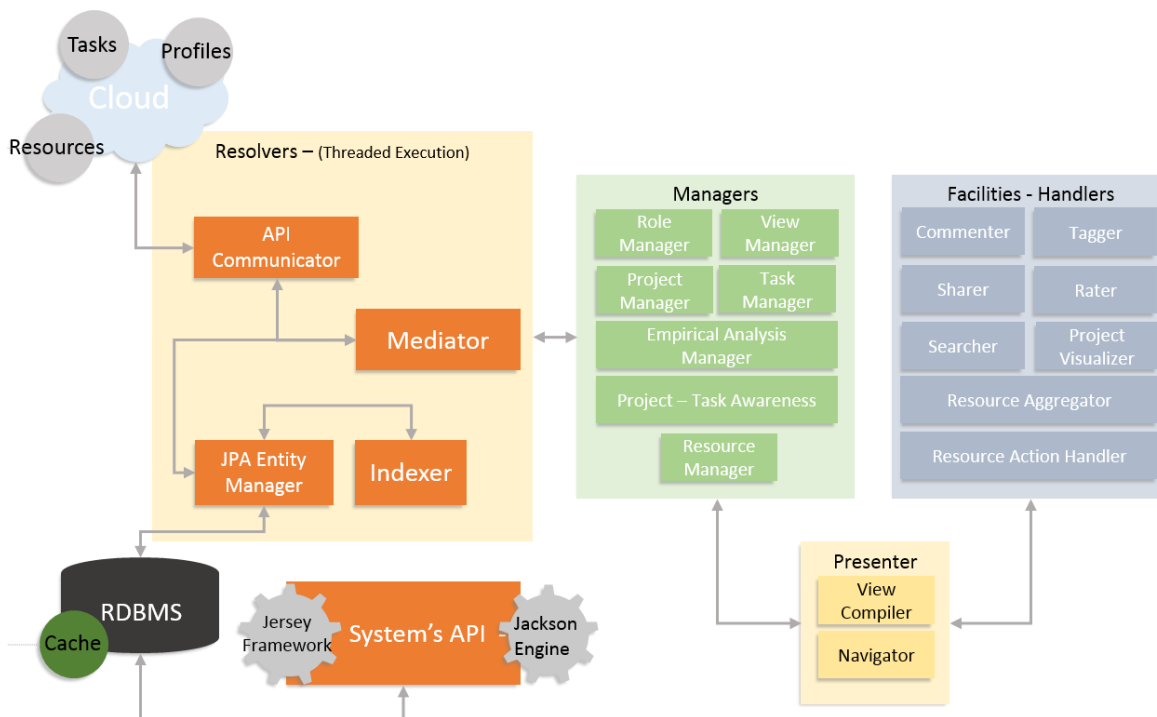 Tasks
Profiles
Cloud
Resources
Resolvers – (Threaded Execution)
API
Communicator
Mediator
JPA Entity
Manager
Indexer
RDBMS
Cache
Jersey
Framework
System's API
Jackson
Engine
Managers
Role
Manager
View
Manager
Project
Manager
Task
Manager
Empirical Analysis
Manager
Project – Task Awareness
Resource
Manager
Facilities - Handlers
Commenter
Tagger
Sharer
Rater
Searcher
Project
Visualizer
Resource Aggregator
Resource Action Handler
Presenter
View
Compiler
Navigator